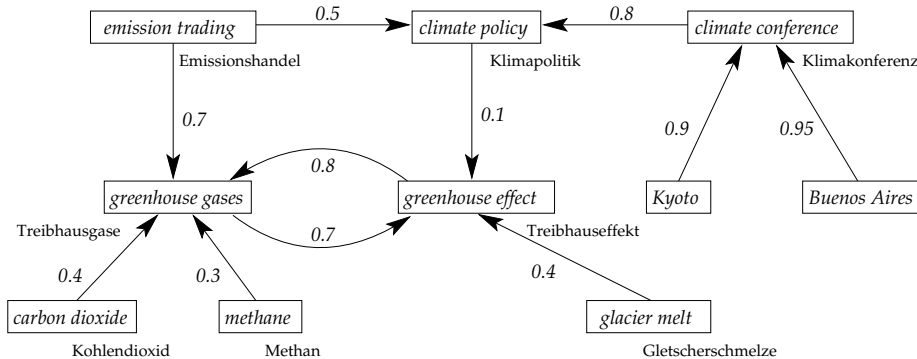 emission trading
0.5
climate policy
0.8
climate conference
Emissionshandel
Klimapolitik
Klimakonferenz
0.7
0.1
0.9
0.95
0.8
greenhouse gases
greenhouse effect
Kyoto
Buenos Aires
Treibhausgase
0.7
Treibhauseffekt
0.4
0.3
0.4
carbon dioxide
methane
glacier melt
Kohlendioxid
Methan
Gletscherschmelze